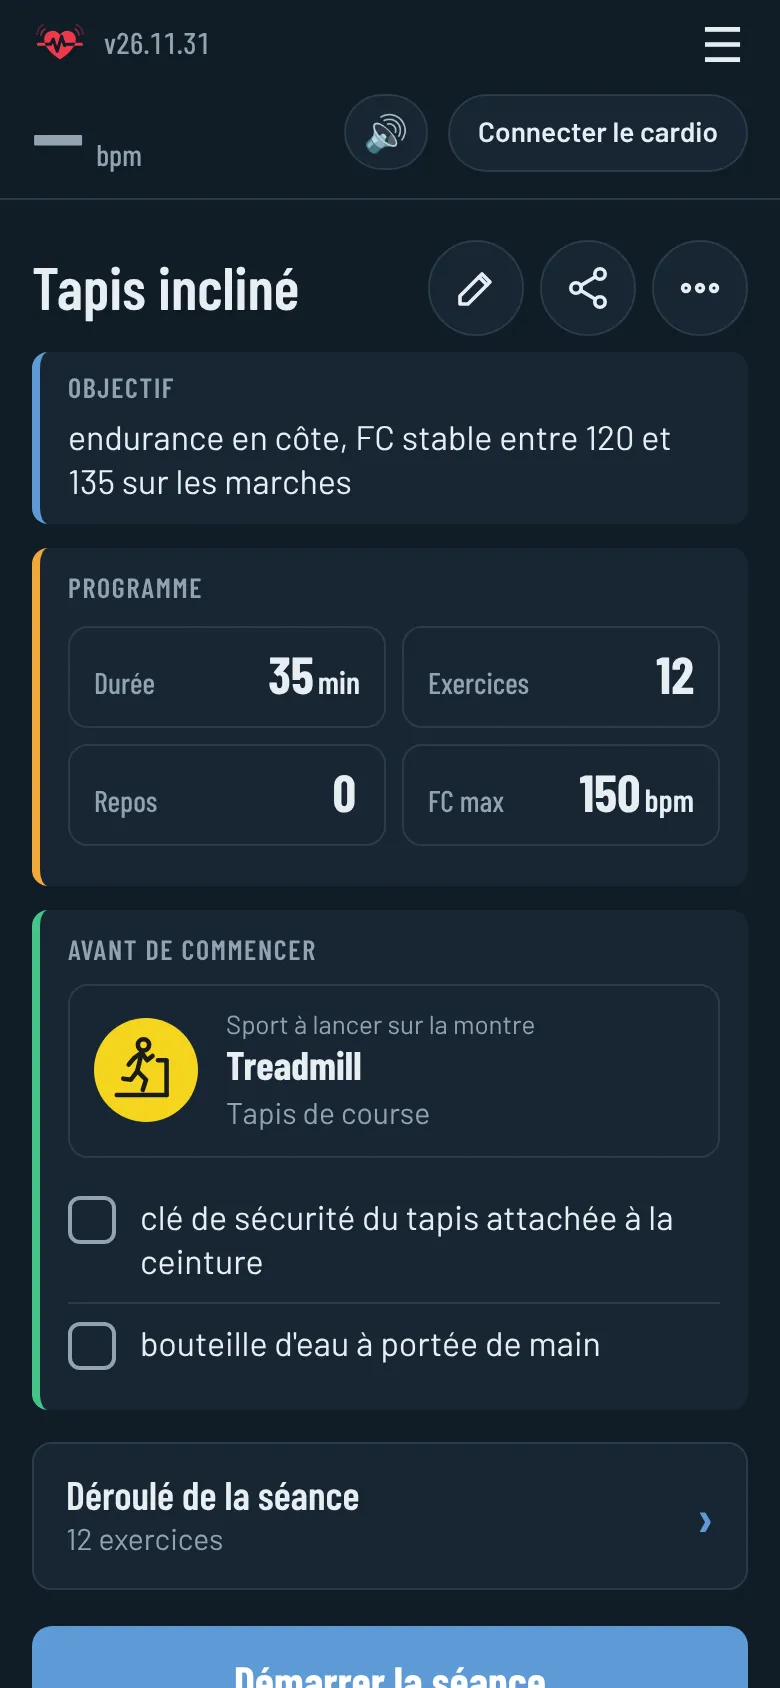 v26.11.31
bpm
Connecter le cardio
Tapis incliné
OBJECTIF
endurance en côte, FC stable entre 120 et
135 sur les marches
PROGRAMME
Durée 35 min
Exercices 12
Repos 0
FC max 150 bpm
AVANT DE COMMENCER
Sport à lancer sur la montre
Treadmill
Tapis de course
clé de sécurité du tapis attachée à la
ceinture
bouteille d'eau à portée de main
Déroulé de la séance
12 exercices
Démarrer la séance